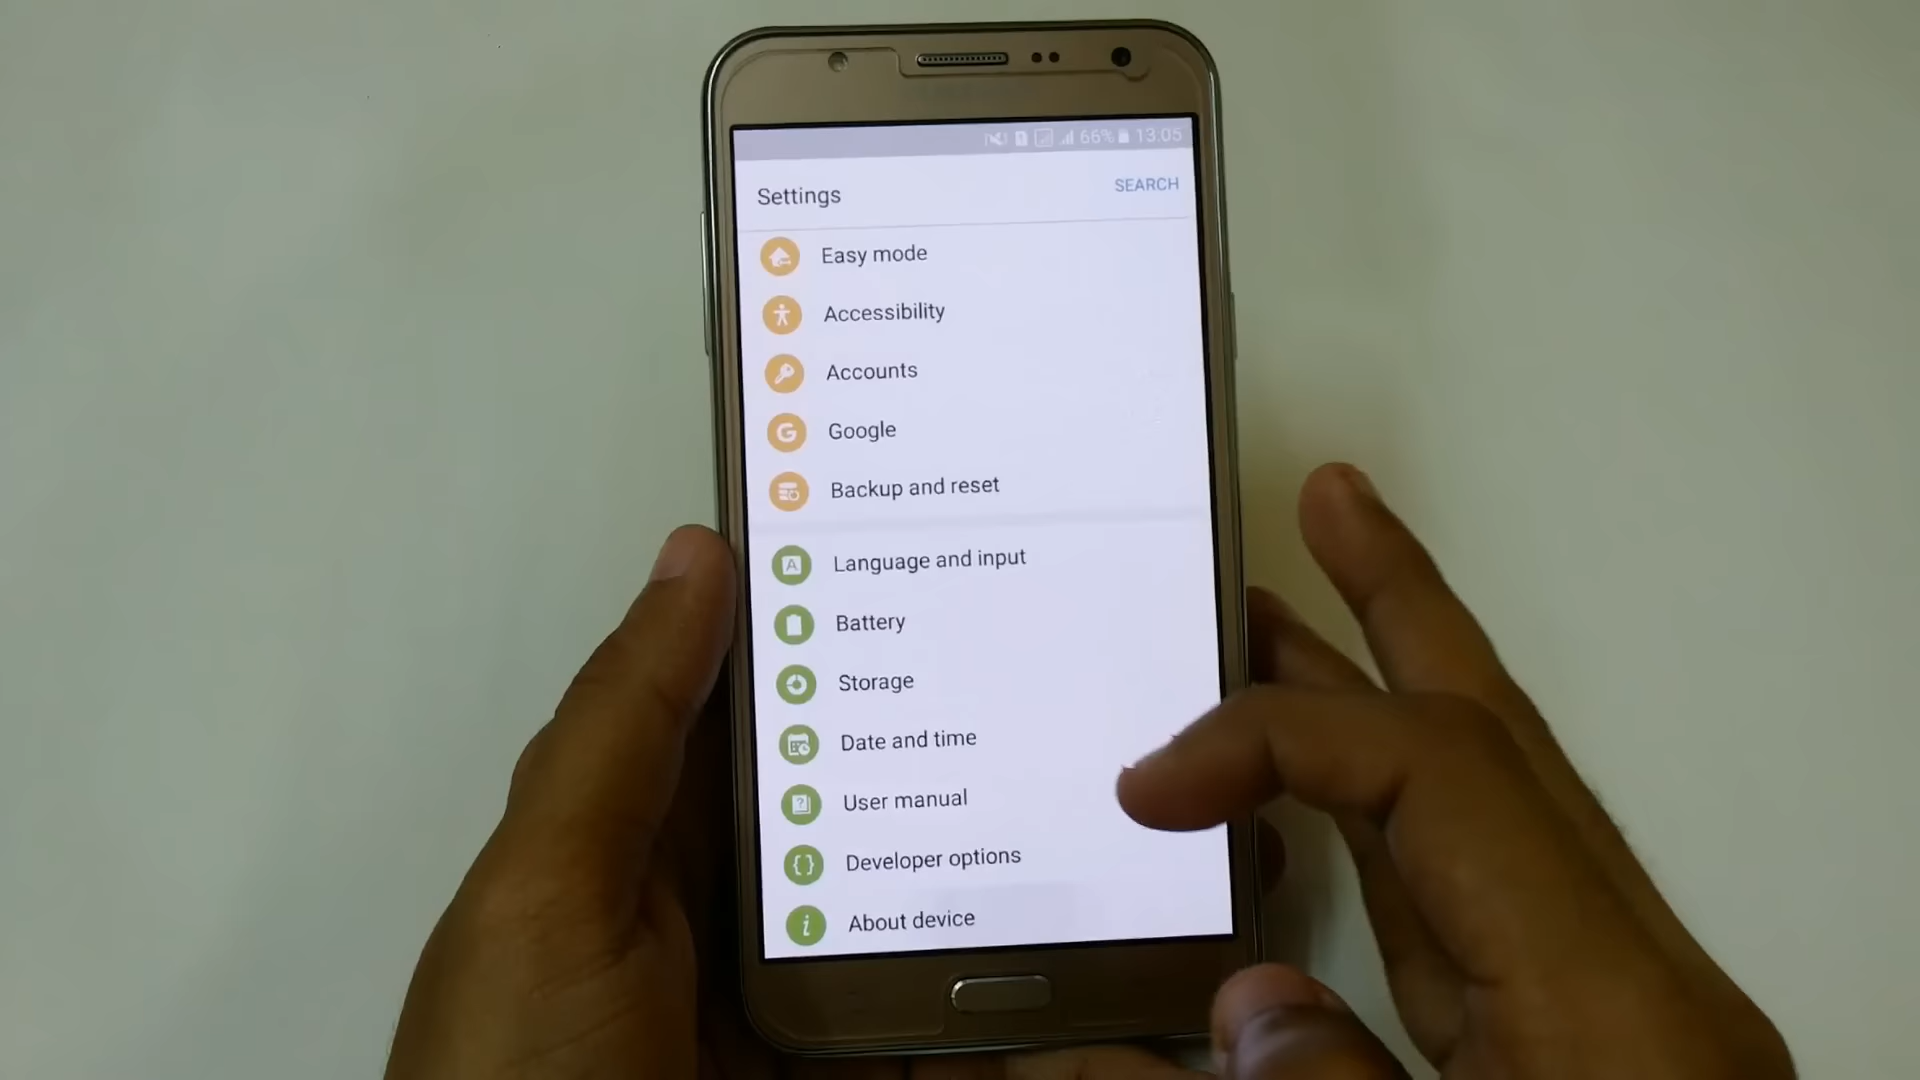 66% 13.05
Settings
SEARCH
Easy mode
Accessibility
Accounts
Google
Backup and reset
Language and input
Battery
Storage
Date and time
User manual
Developer options
About device